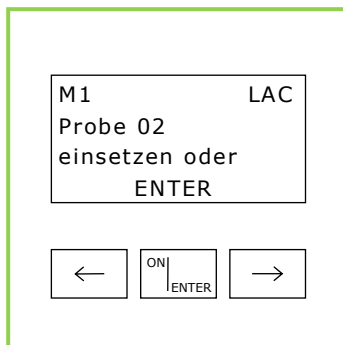 M1 LAC
Probe 02
einsetzen oder
ENTER
← ON ENTER →